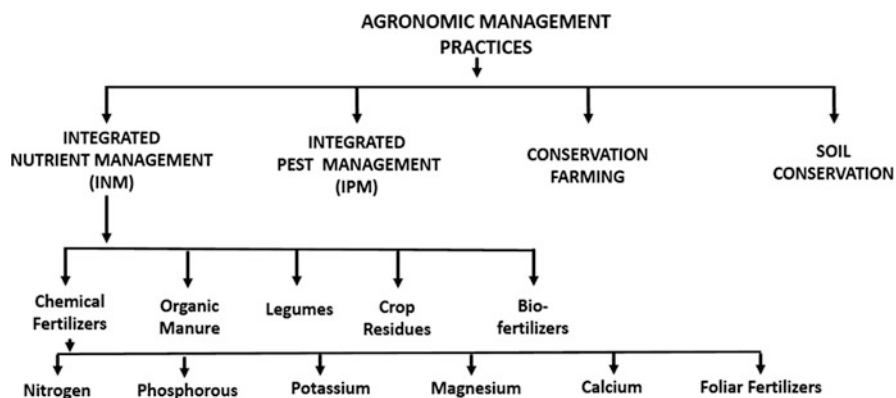 AGRONOMIC MANAGEMENT
PRACTICES
INTEGRATED
NUTRIENT MANAGEMENT
(INM)
INTEGRATED
PEST MANAGEMENT
(IPM)
CONSERVATION
FARMING
SOIL
CONSERVATION
Chemical
Fertilizers
Organic
Manure
Legumes
Crop
Residues
Bio-
fertilizers
Nitrogen
Phosphorous
Potassium
Magnesium
Calcium
Foliar Fertilizers